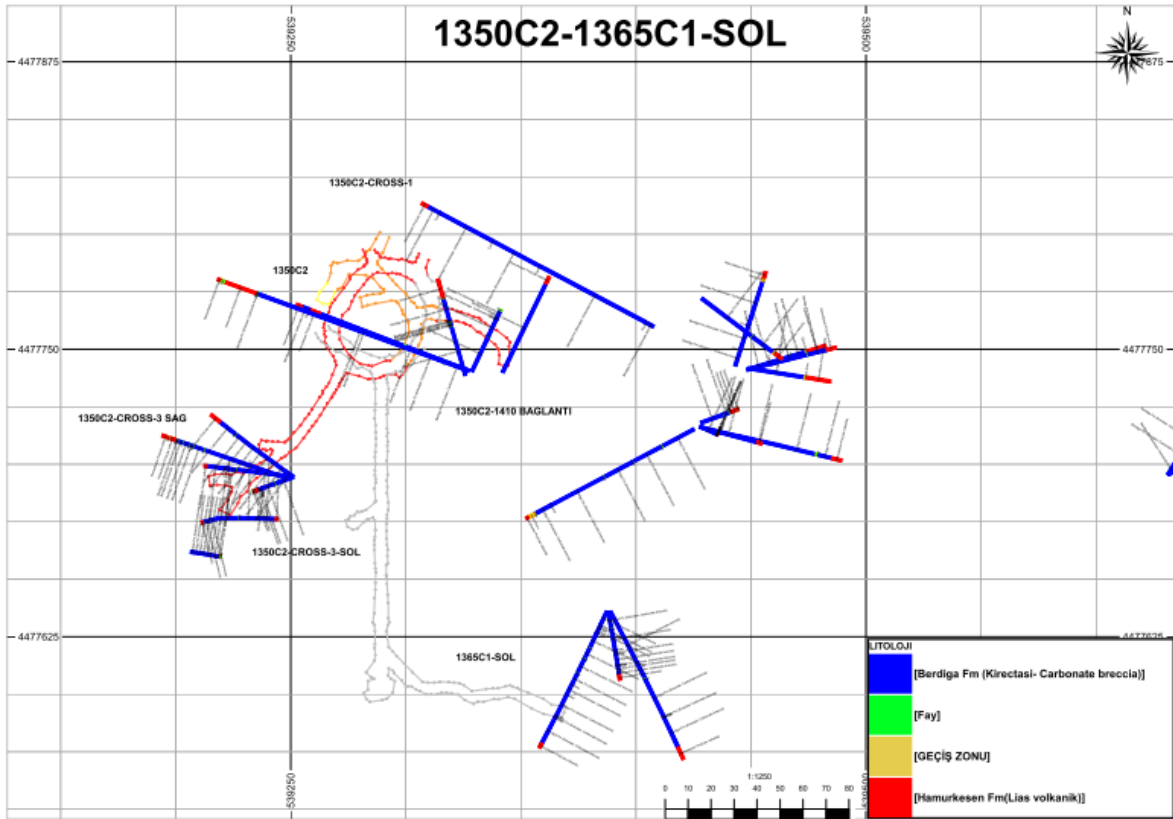 1350C2-1365C1-SOL
N
539250
539500
4477875
4477875
1350C2-CROSS-1
1350C2
4477750
4477750
1350C2-1410 BAGLANTI
1350C2-CROSS-3 SAG
1350C2-CROSS-3-SOL
4477625
4477625
1365C1-SOL
LITOLOJI
[Berdiga Fm (Kirectasi- Carbonate breccia)]
[Fay]
[GEÇİŞ ZONU]
[Hamurkesen Fm(Lias volkanik)]
539250
539500
1:1250
0 10 20 30 40 50 60 70 80